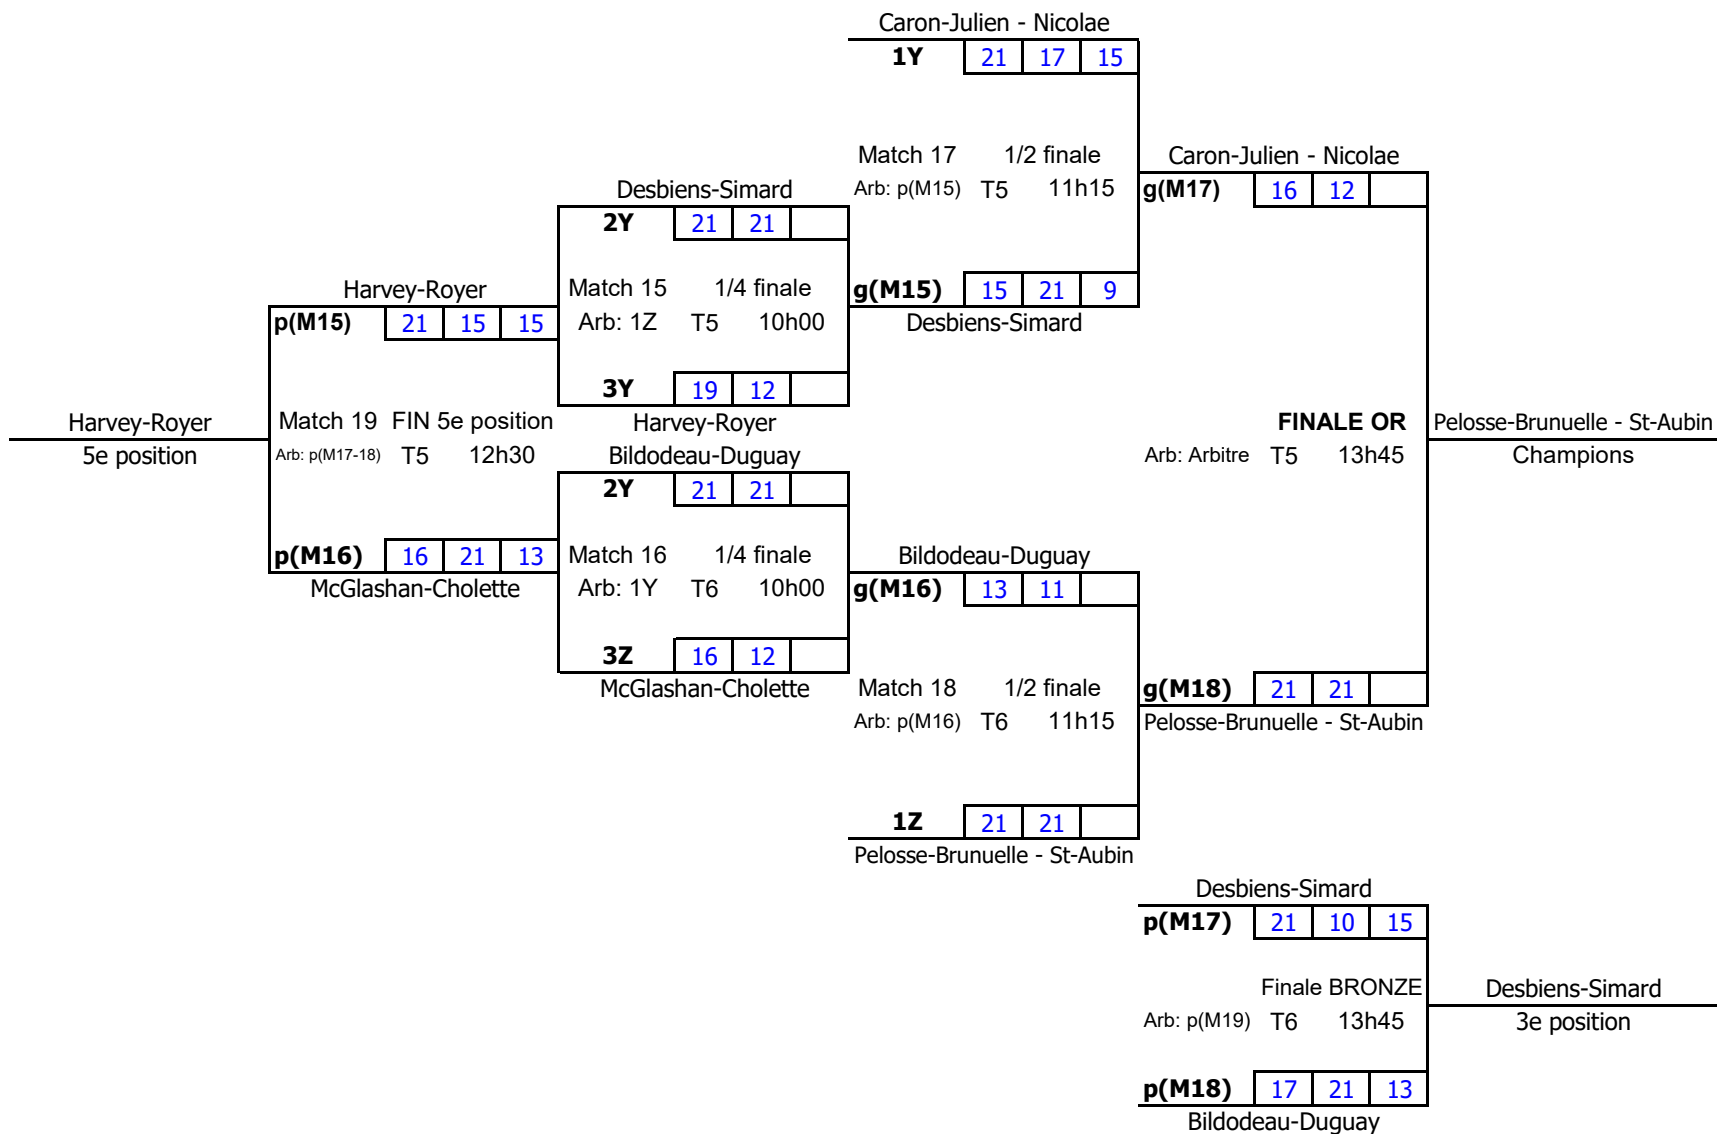 Caron-Julien - Nicolae
1Y 21 17 15
Match 17 1/2 finale
Arb: p(M15) T5 11h15
Caron-Julien - Nicolae
g(M17) 16 12
Desbiens-Simard
2Y 21 21
Match 15 1/4 finale
Arb: 1Z T5 10h00
g(M15) 15 21 9
Desbiens-Simard
Harvey-Royer
p(M15) 21 15 15
3Y 19 12
Harvey-Royer
Harvey-Royer
5e position
Match 19 FIN 5e position
Arb: p(M17-18) T5 12h30
FINALE OR
Arb: Arbitre T5 13h45
Pelosse-Brunuelle - St-Aubin
Champions
Bildodeau-Duguay
2Y 21 21
p(M16) 16 21 13
McGlashan-Cholette
Match 16 1/4 finale
Arb: 1Y T6 10h00
Bildodeau-Duguay
g(M16) 13 11
3Z 16 12
McGlashan-Cholette
Match 18 1/2 finale
Arb: p(M16) T6 11h15
g(M18) 21 21
Pelosse-Brunuelle - St-Aubin
1Z 21 21
Pelosse-Brunuelle - St-Aubin
Desbiens-Simard
p(M17) 21 10 15
Finale BRONZE
Arb: p(M19) T6 13h45
Desbiens-Simard
3e position
p(M18) 17 21 13
Bildodeau-Duguay